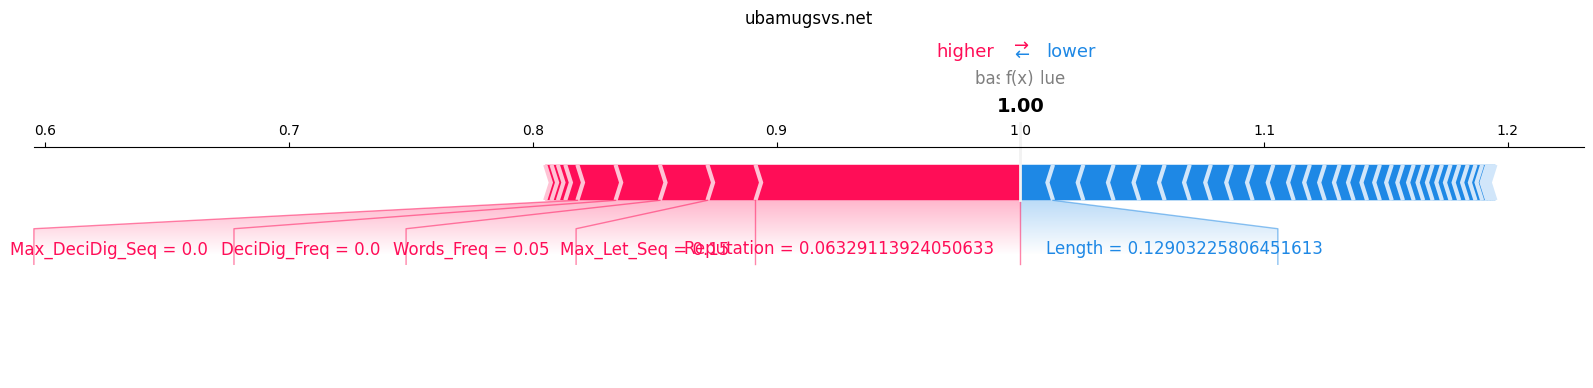 ubamugsvs.net
higher → ← lower
bas f(x) lue
1.00
0.6 0.7 0.8 0.9 1 0 1.1 1.2
Max_DeciDig_Seq = 0.0 DeciDig_Freq = 0.0 Words_Freq = 0.05 Max_Let_Seq = 0.15 Reputation = 0.06329113924050633 Length = 0.12903225806451613